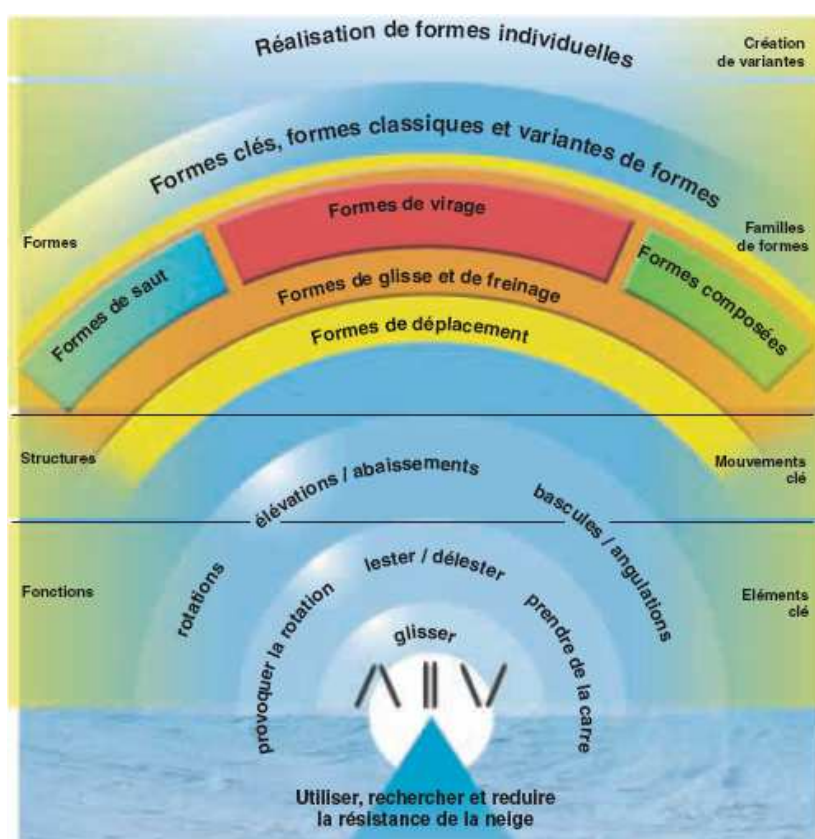 Réalisation de formes individuelles
Création
de variantes
Formes clés, formes classiques et variantes de formes
Formes
Formes de virage
Familles
de formes
Formes de saut
Formes composées
Formes de glisse et de freinage
Formes de déplacement
Structures
élévations / abaissements
Mouvements
clé
bascules / angulations
rotations
Fonctions
lester / délester
Eléments
clé
provoquer la rotation
prendre de la carre
glisser
Utiliser, rechercher et reduire
la résistance de la neige